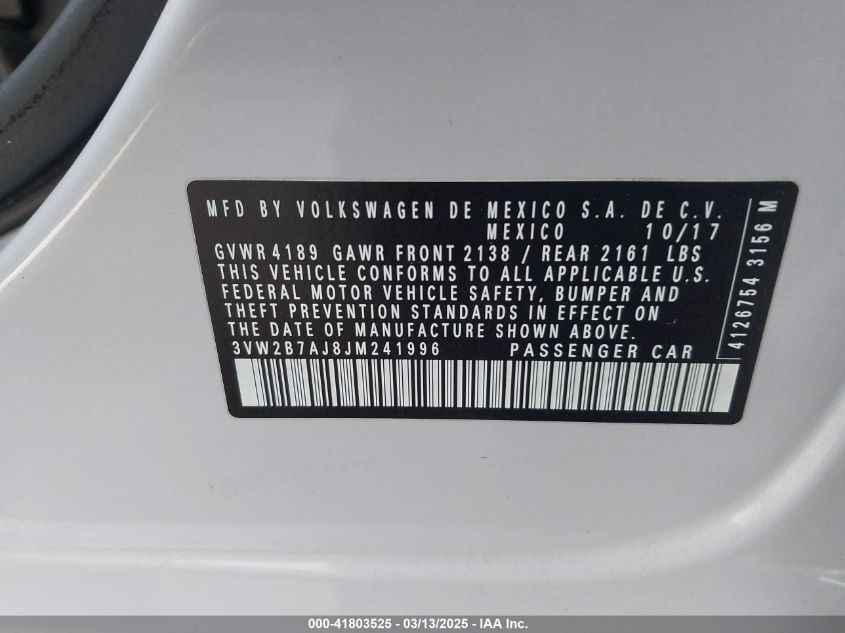 MFD BY VOLKSWAGEN DE MEXICO S.A. DE C.V.
MEXICO 10/17
GVWR 4189 GAWR FRONT 2138 / REAR 2161 LBS
THIS VEHICLE CONFORMS TO ALL APPLICABLE U.S.
FEDERAL MOTOR VEHICLE SAFETY, BUMPER AND
THEFT PREVENTION STANDARDS IN EFFECT ON
THE DATE OF MANUFACTURE SHOWN ABOVE.
3VW2B7AJ8JM241996 PASSENGER CAR
4126754 3156 M
000-41803525 - 03/13/2025 - IAA Inc.